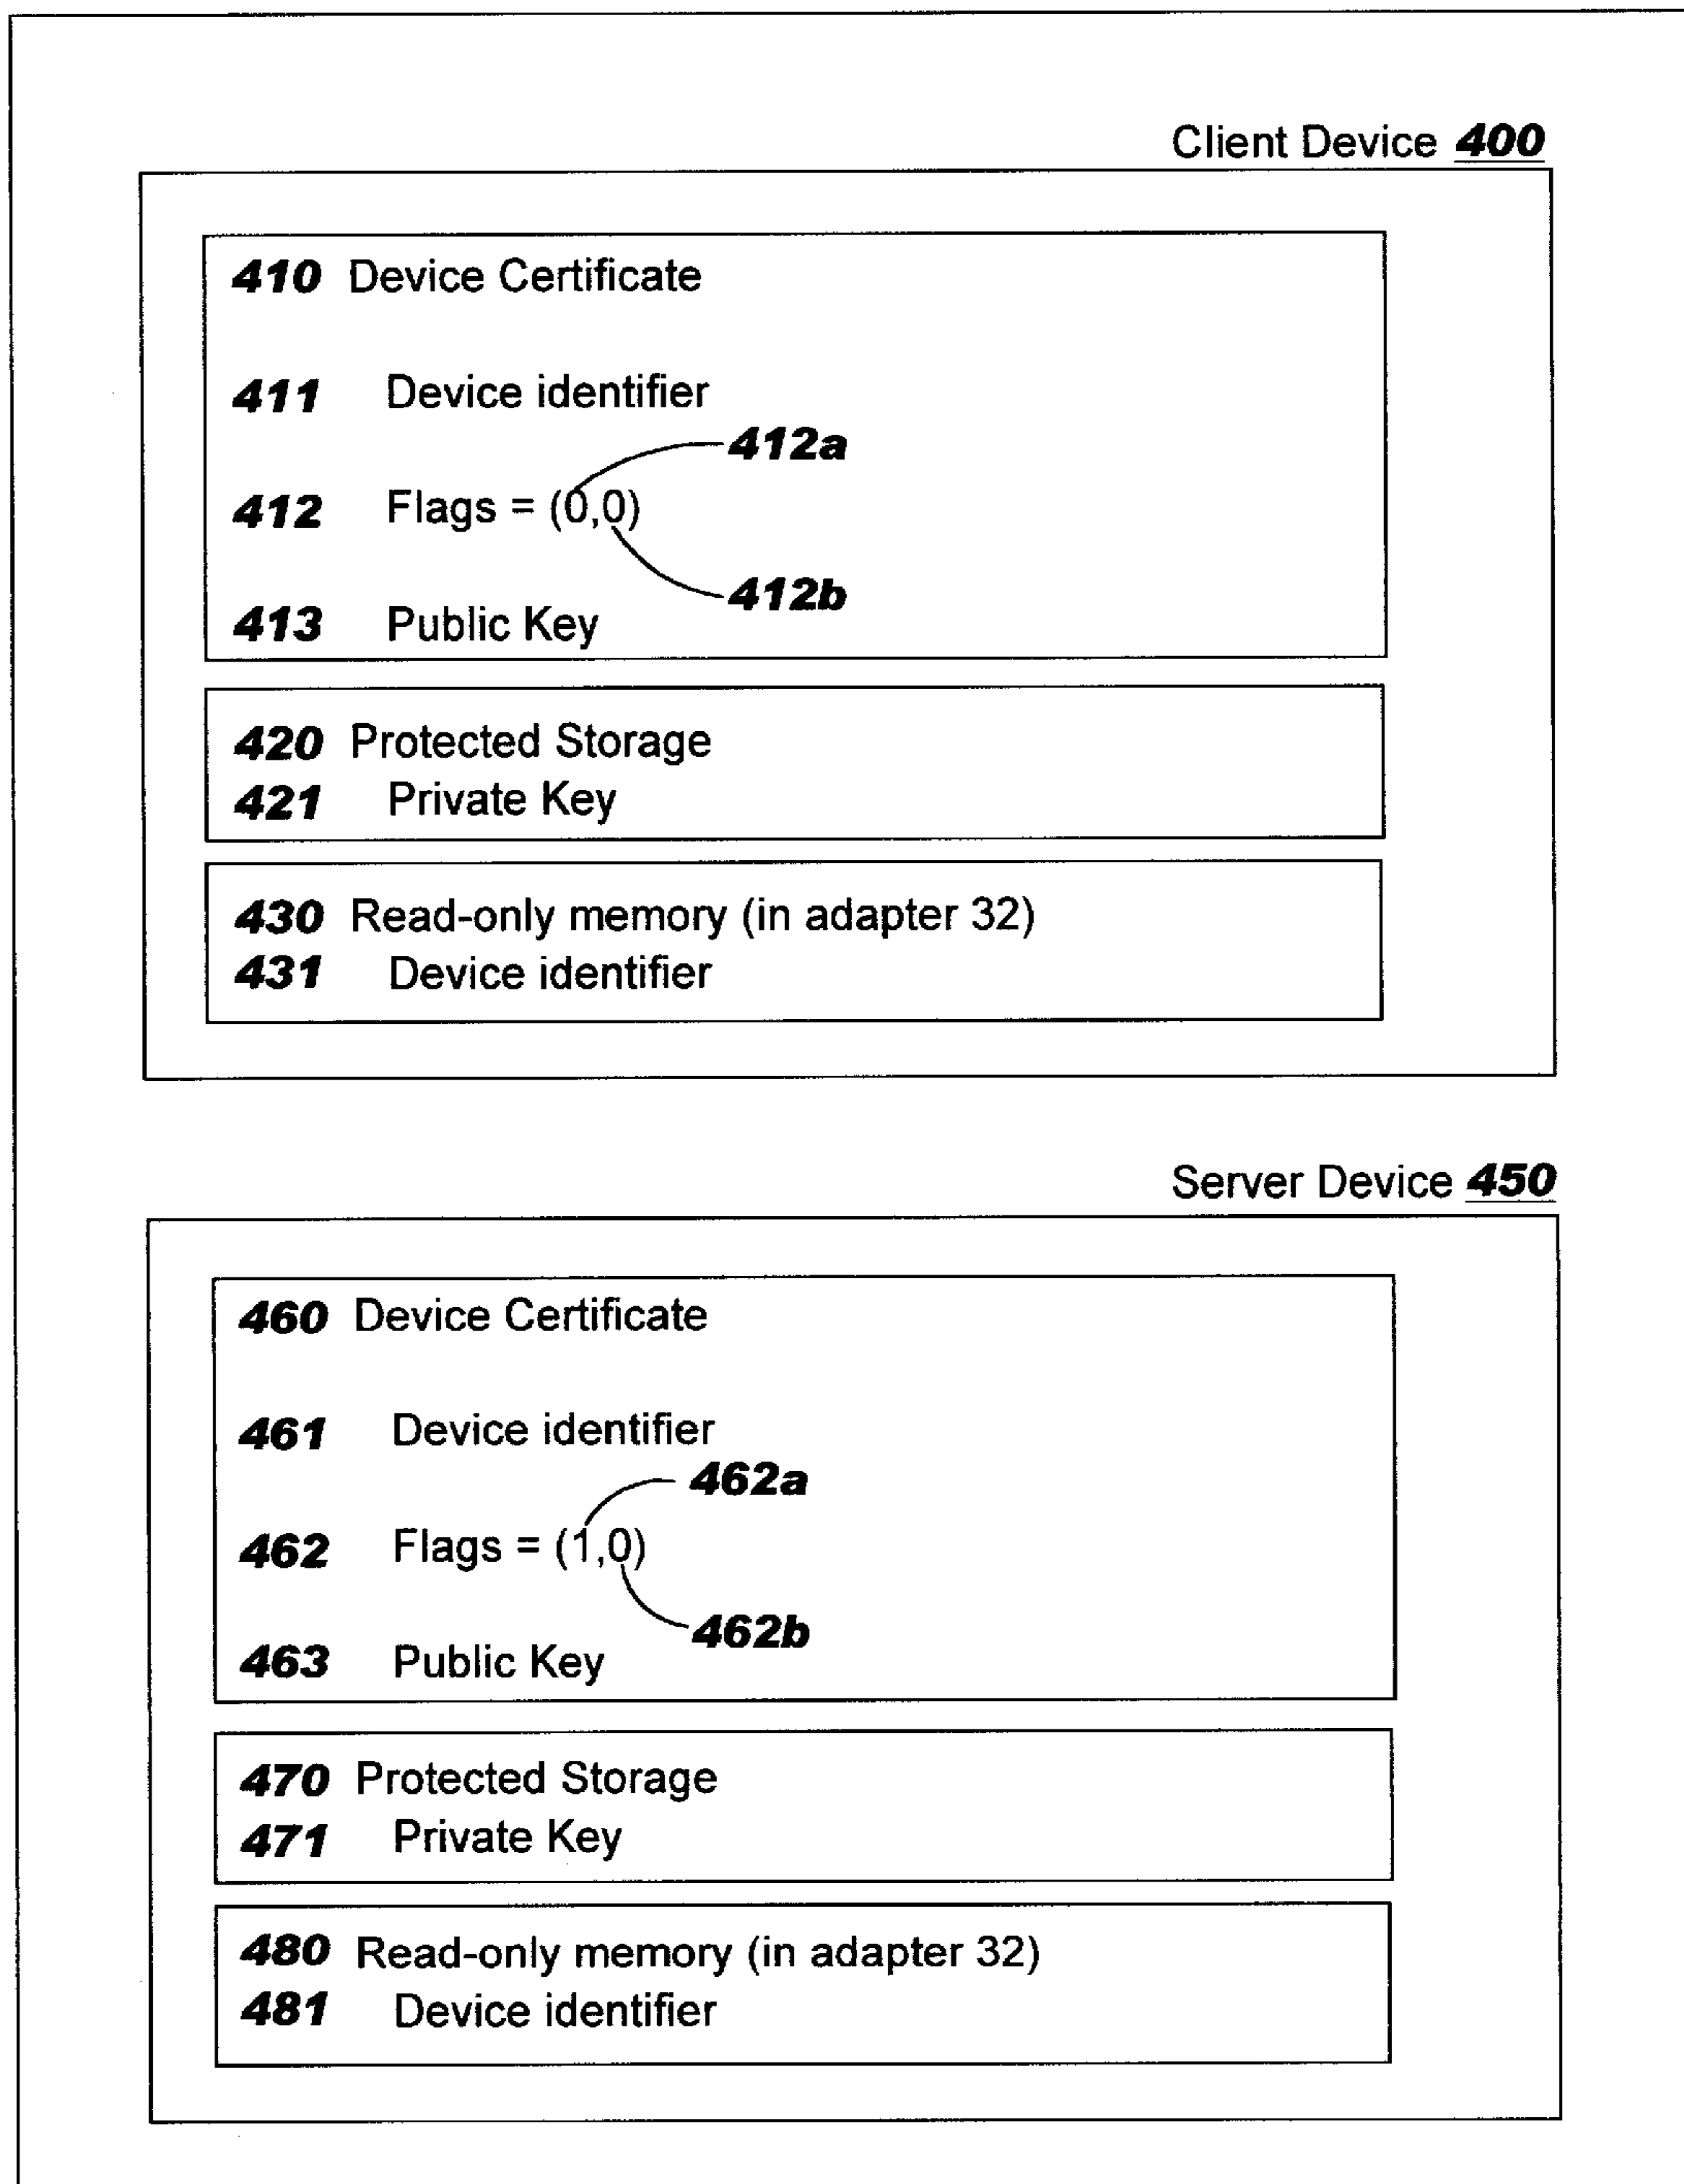 Client Device 400
410 Device Certificate
411 Device identifier
412a
412 Flags = (0,0)
412b
413 Public Key
420 Protected Storage
421 Private Key
430 Read-only memory (in adapter 32)
431 Device identifier
Server Device 450
460 Device Certificate
461 Device identifier
462a
462 Flags = (1,0)
462b
463 Public Key
470 Protected Storage
471 Private Key
480 Read-only memory (in adapter 32)
481 Device identifier